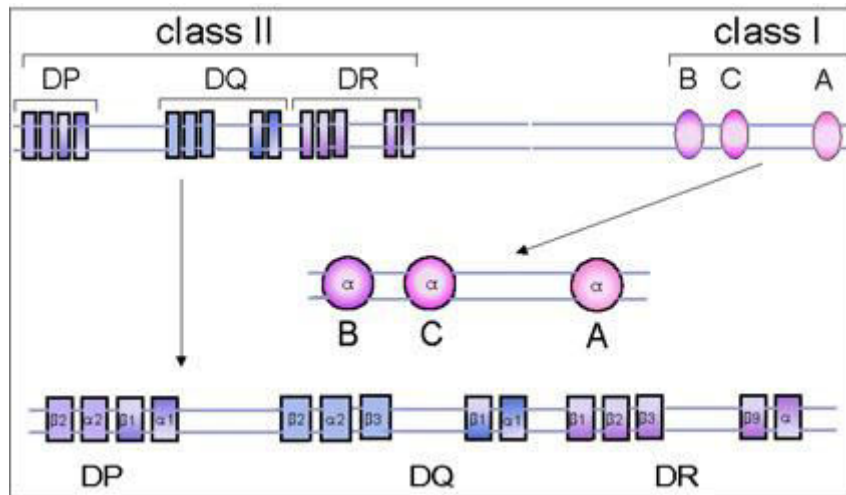 class II class I
DP DQ DR B C A
α α α
B C A
β2 α2 β1 α1 β2 α2 β3 β1 α1 β1 β2 β3 β9 α
DP DQ DR